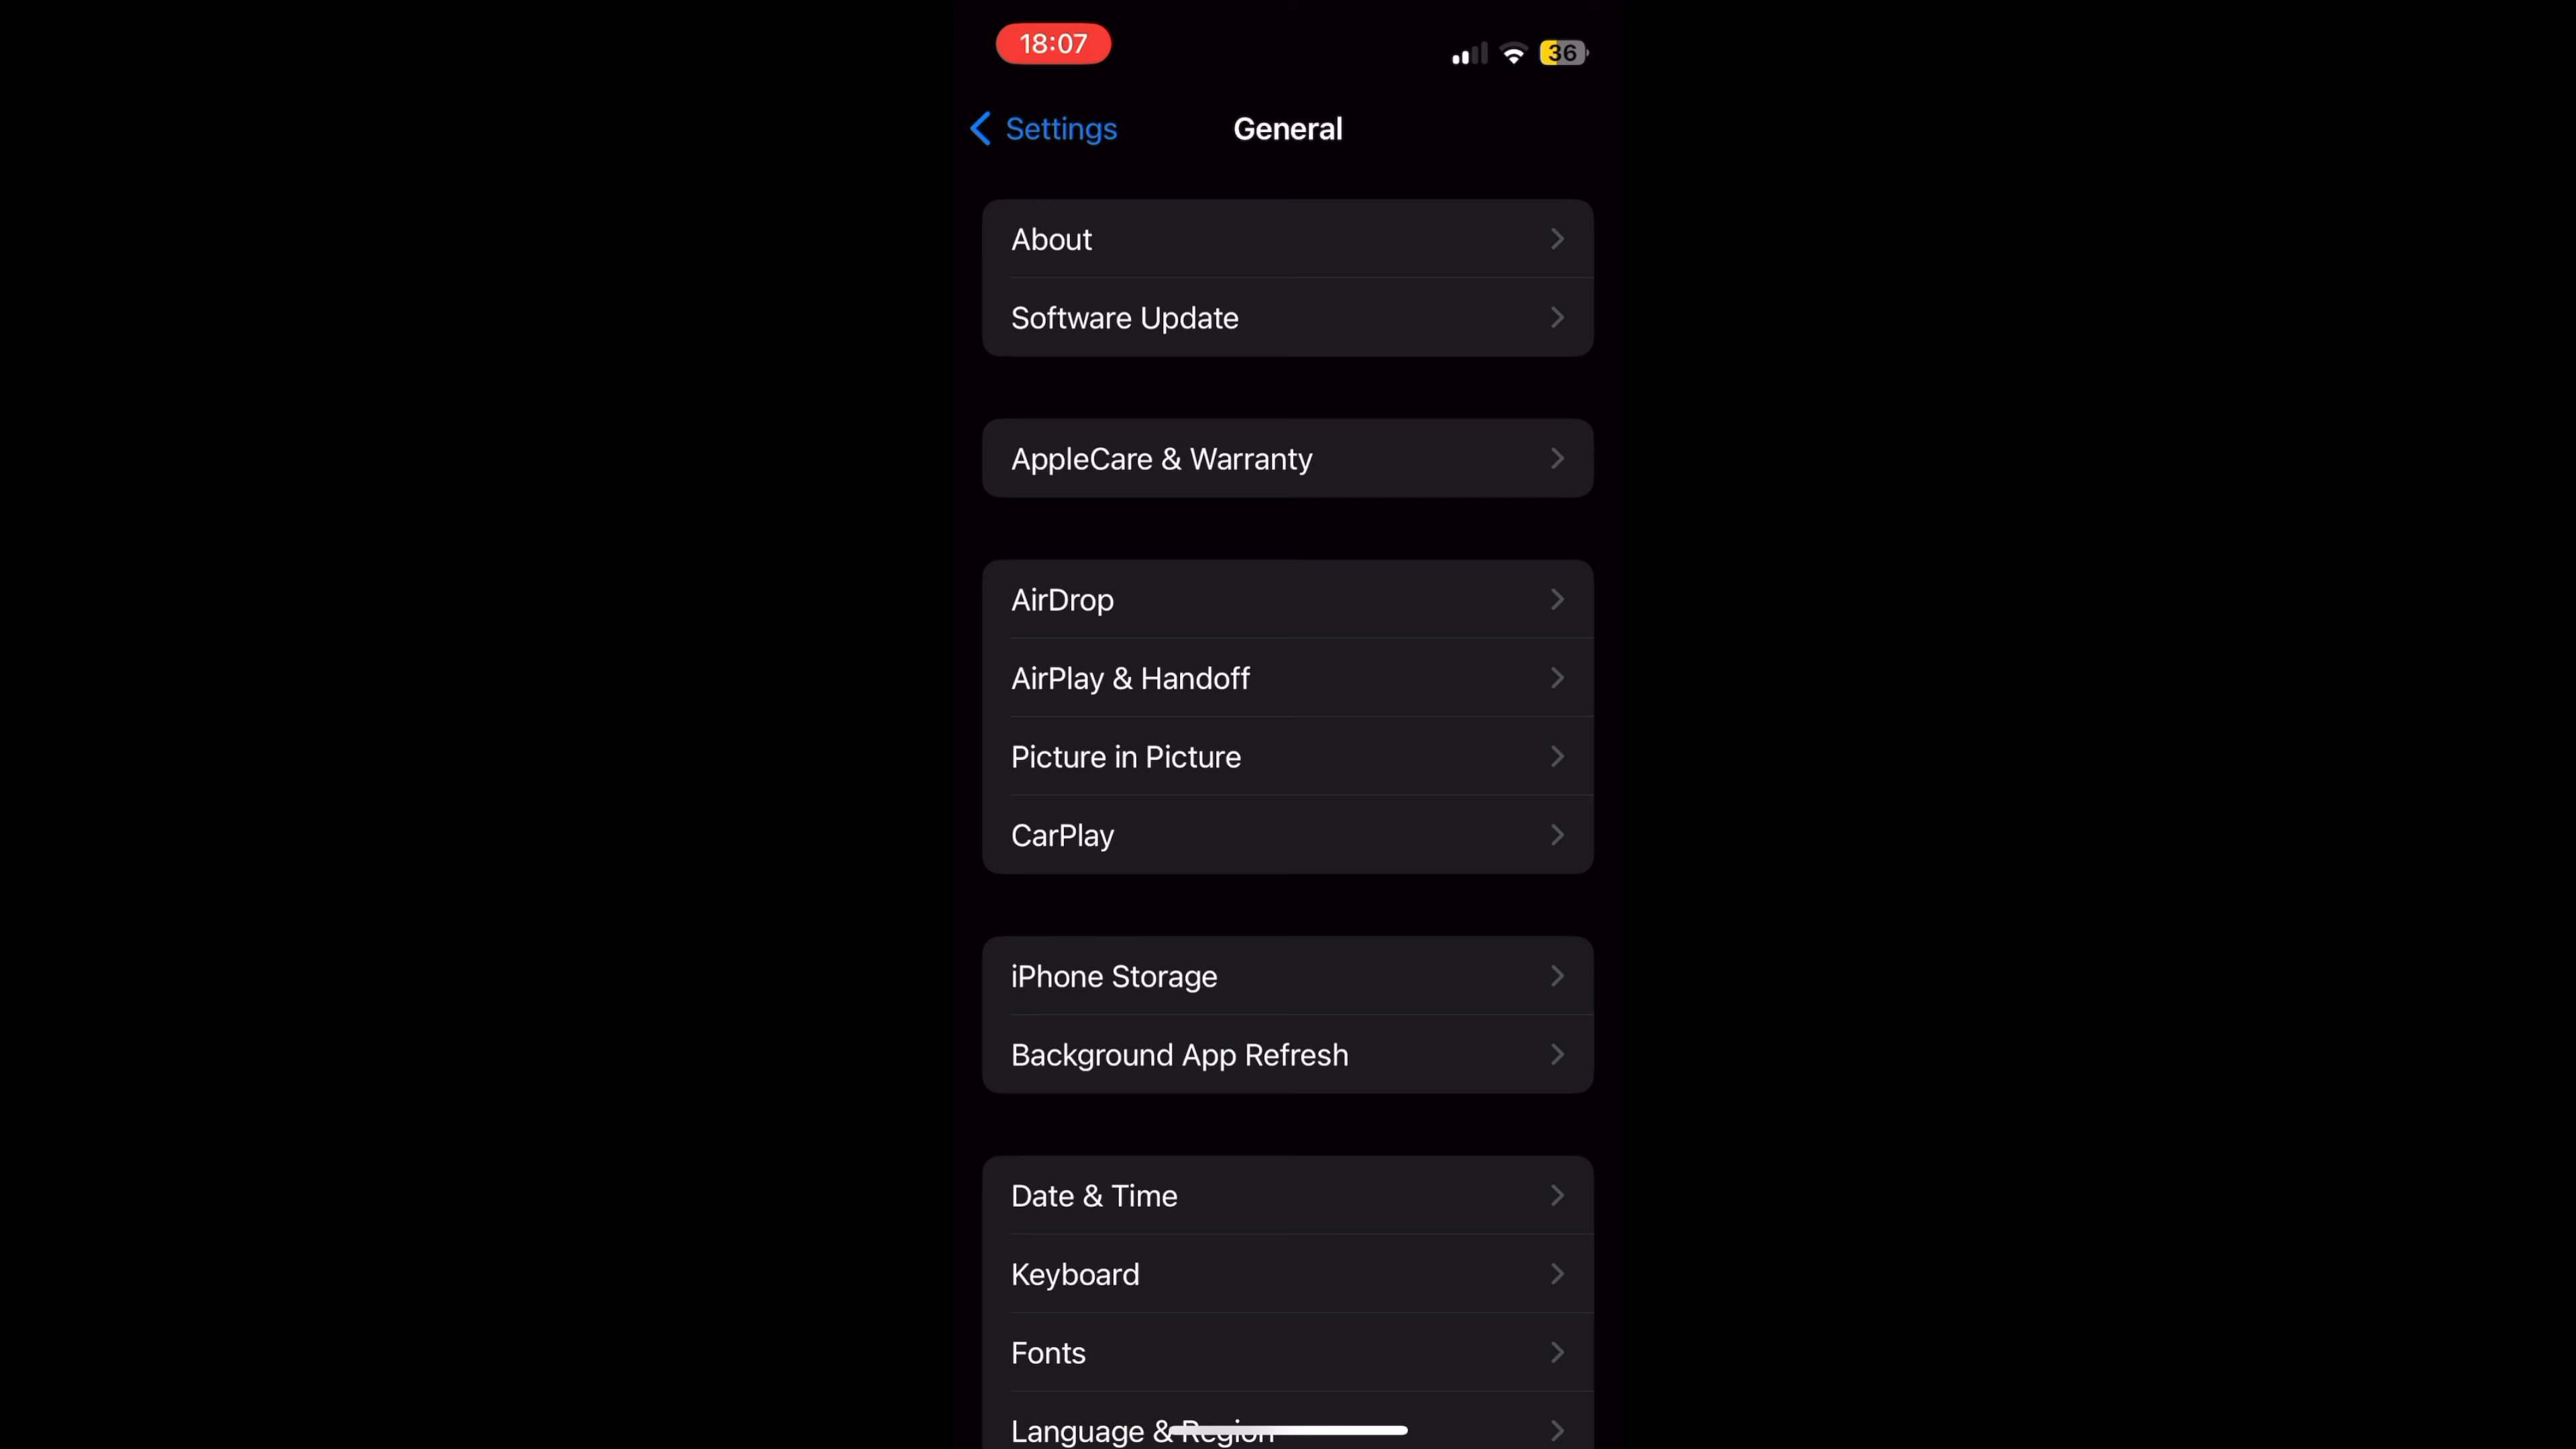 18:07
36
Settings
General
About
Software Update
AppleCare & Warranty
AirDrop
AirPlay & Handoff
Picture in Picture
CarPlay
iPhone Storage
Background App Refresh
Date & Time
Keyboard
Fonts
Language & Region